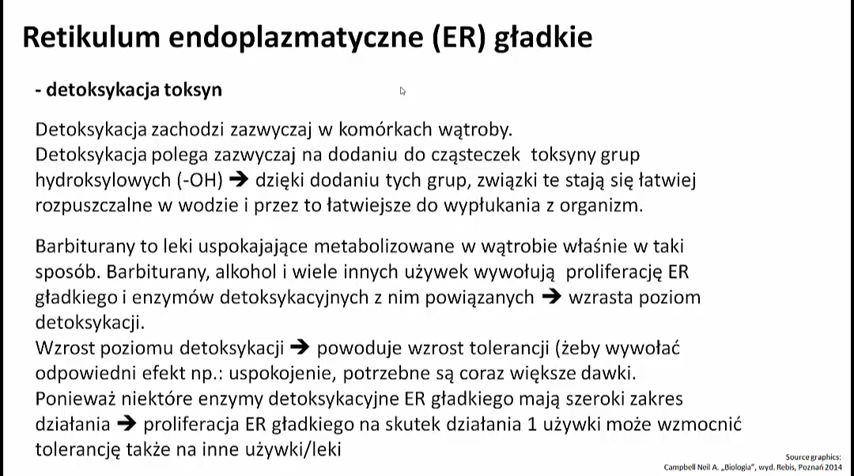 Retikulum endoplazmatyczne (ER) gładkie
- detoksykacja toksyn
Detoksykacja zachodzi zazwyczaj w komórkach wątroby.
Detoksykacja polega zazwyczaj na dodaniu do cząsteczek toksyny grup
hydroksylowych (-OH) ➔ dzięki dodaniu tych grup, związki te stają się łatwiej
rozpuszczalne w wodzie i przez to łatwiejsze do wypłukania z organizm.
Barbiturany to leki uspokajające metabolizowane w wątrobie właśnie w taki
sposób. Barbiturany, alkohol i wiele innych używek wywołują proliferację ER
gładkiego i enzymów detoksykacyjnych z nim powiązanych ➔ wzrasta poziom
detoksykacji.
Wzrost poziomu detoksykacji ➔ powoduje wzrost tolerancji (żeby wywołać
odpowiedni efekt np.: uspokojenie, potrzebne są coraz większe dawki.
Ponieważ niektóre enzymy detoksykacyjne ER gładkiego mają szeroki zakres
działania ➔ proliferacja ER gładkiego na skutek działania 1 używki może wzmocnić
tolerancję także na inne używki/leki
Source graphics:
Campbell Neil A. „Biologia”, wyd. Rebis, Poznań 2014